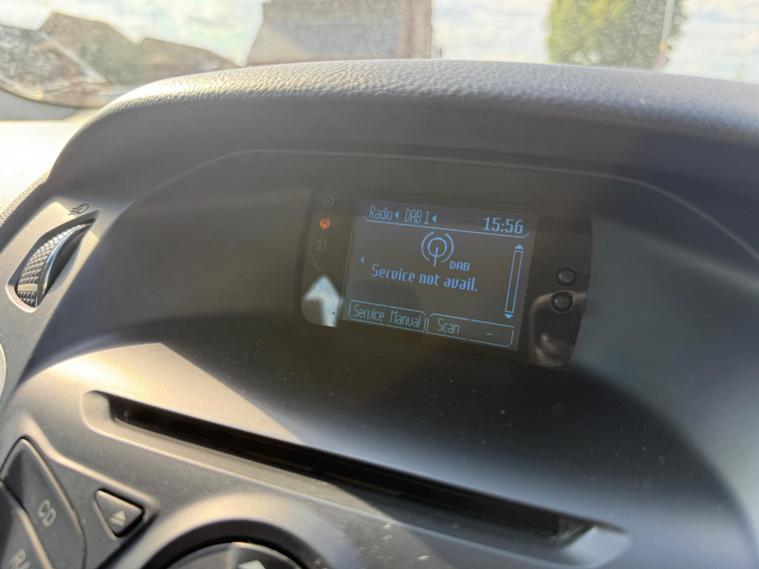 Radio DAB 1 15:56
DAB
Service not avail.
Service Manual Scan -
CD